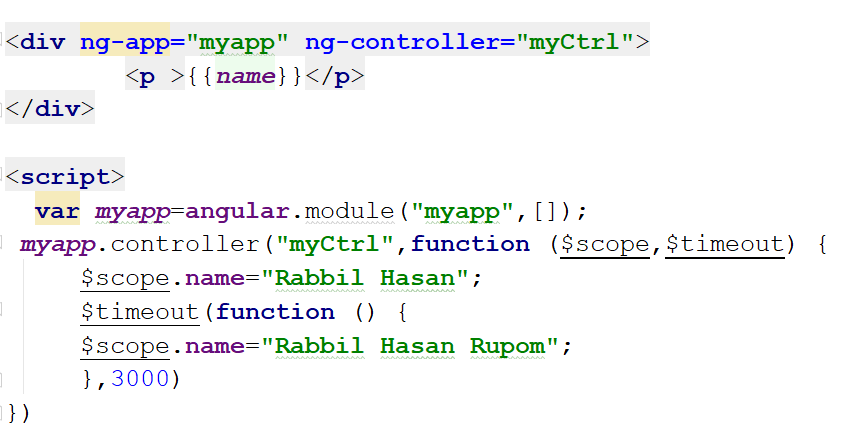 <div ng-app="myapp" ng-controller="myCtrl">
<p >{{name}}</p>
</div>
<script>
var myapp=angular.module("myapp",[]);
myapp.controller("myCtrl",function ($scope,$timeout) {
$scope.name="Rabbil Hasan";
$timeout(function () {
$scope.name="Rabbil Hasan Rupom";
},3000)
})